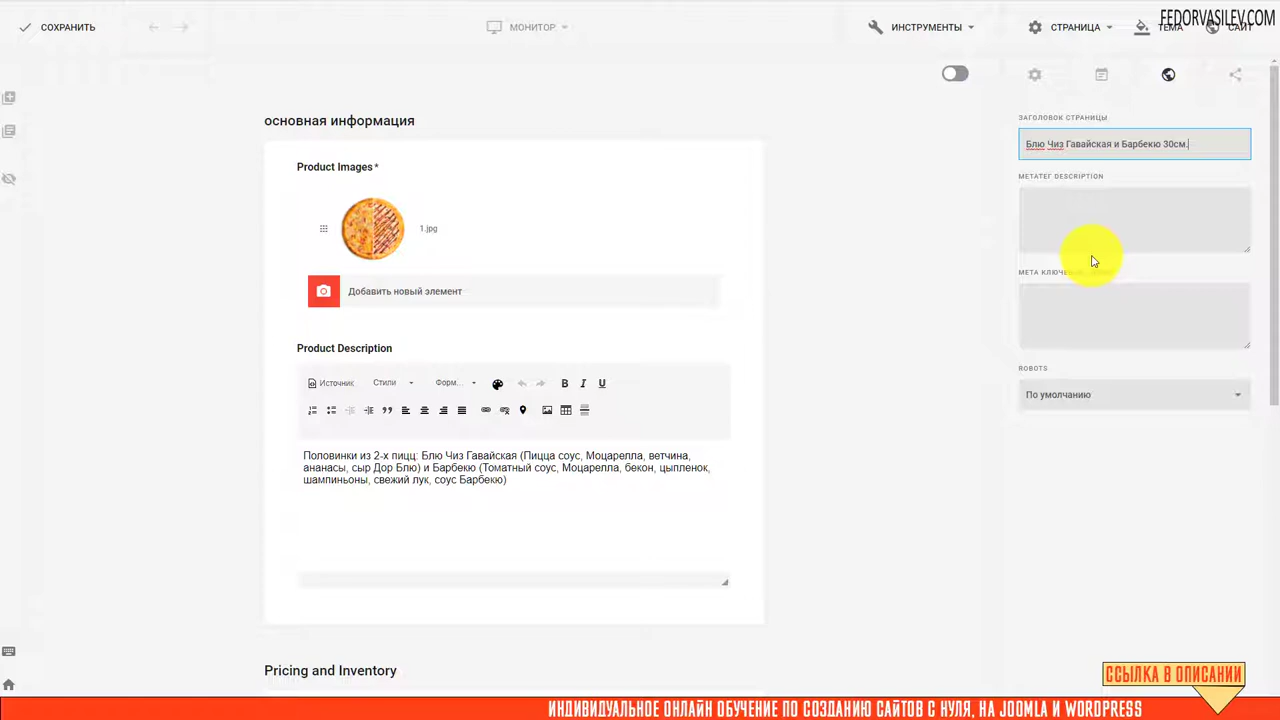 FEDORVASILEV.COM
СОХРАНИТЬ
МОНИТОР
ИНСТРУМЕНТЫ
СТРАНИЦА
ТЕМА
САЙТ
основная информация
Product Images *
1.jpg
Добавить новый элемент
Product Description
Источник
Стили
Форм...
B I U
Половинки из 2-х пицц: Блю Чиз Гавайская (Пицца соус, Моцарелла, ветчина,
ананасы, сыр Дор Блю) и Барбекю (Томатный соус, Моцарелла, бекон, цыпленок,
шампиньоны, свежий лук, соус Барбекю)
Pricing and Inventory
ЗАГОЛОВОК СТРАНИЦЫ
Блю Чиз Гавайская и Барбекю 30см.
МЕТАТЕГ DESCRIPTION
МЕТА
ROBOTS
По умолчанию
ССЫЛКА В ОПИСАНИИ
ИНДИВИДУАЛЬНОЕ ОНЛАЙН ОБУЧЕНИЕ ПО СОЗДАНИЮ САЙТОВ С НУЛЯ, НА JOOMLA И WORDPRESS